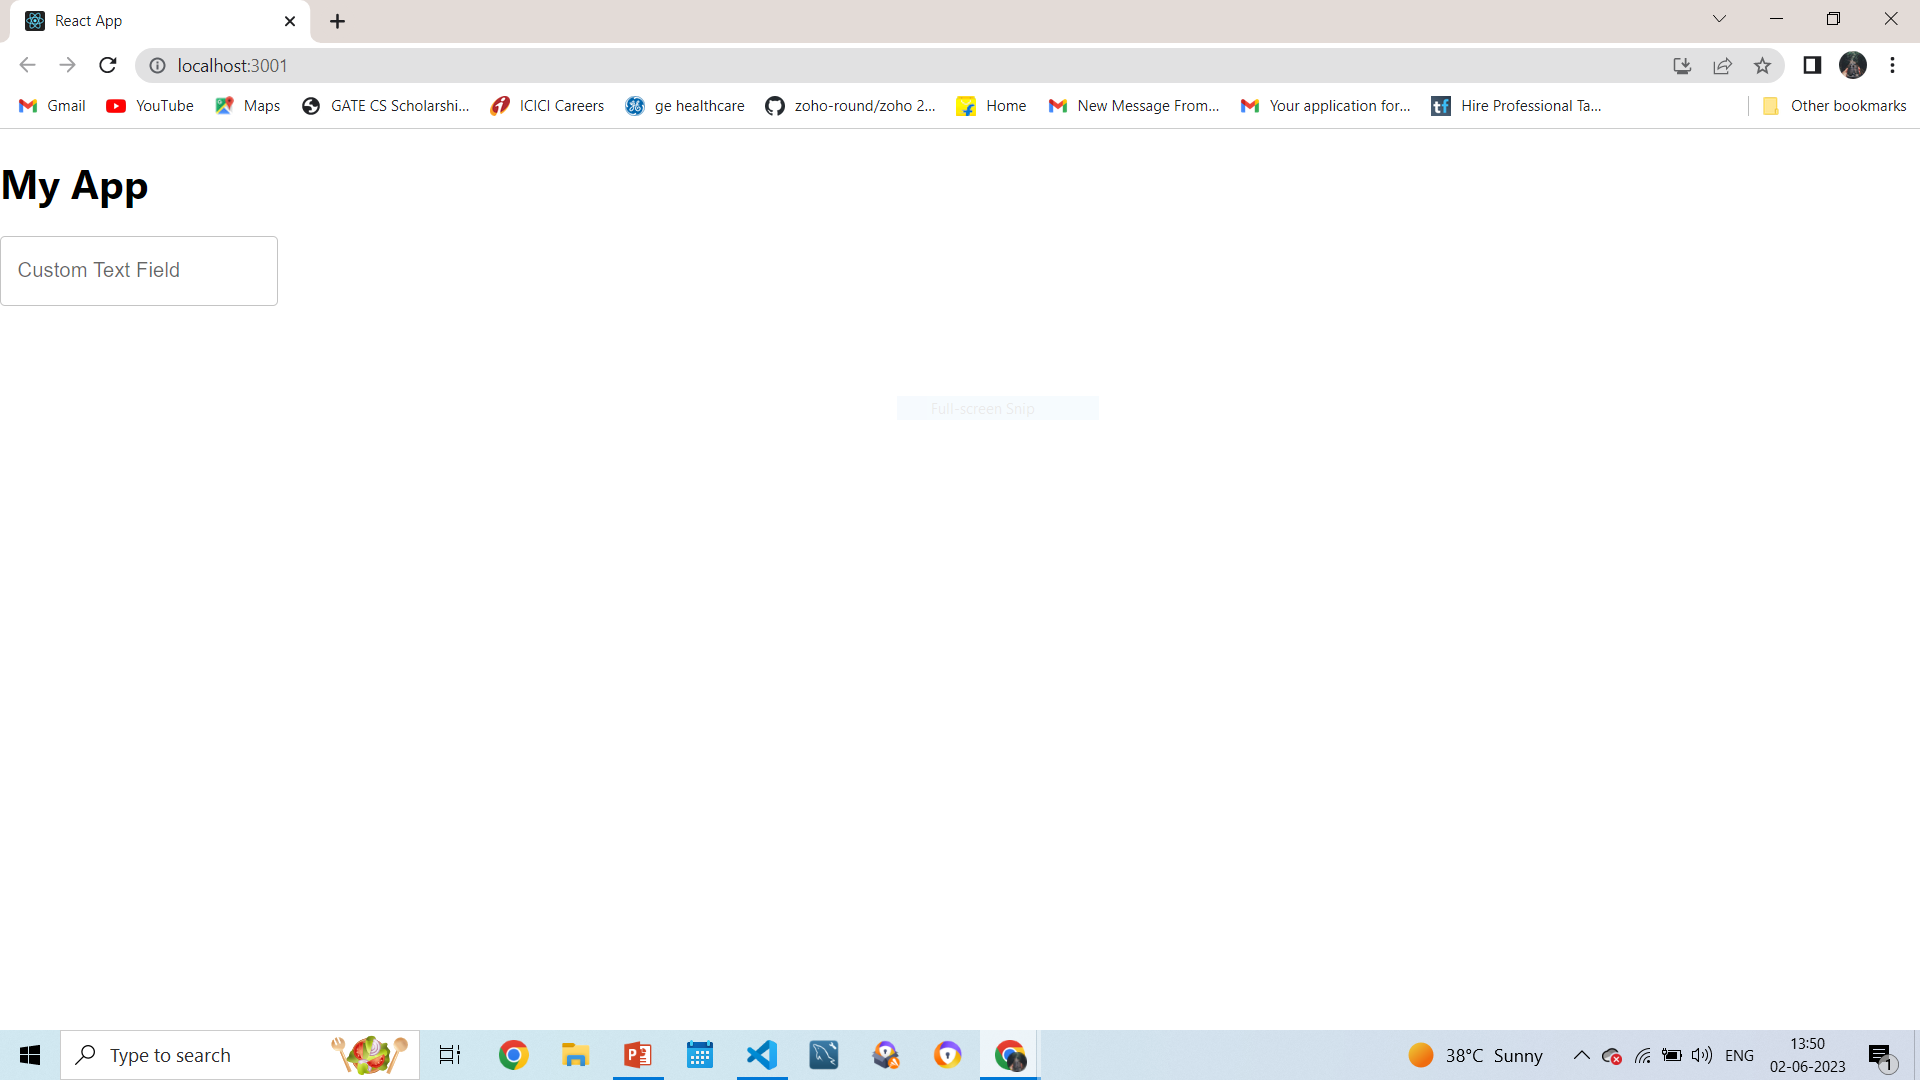 React App
localhost:3001
Gmail YouTube Maps GATE CS Scholarshi... ICICI Careers ge healthcare zoho-round/zoho 2... Home New Message From... Your application for... Hire Professional Ta... Other bookmarks
My App
Custom Text Field
Full-screen Snip
Type to search 38°C Sunny ENG 13:50
02-06-2023
1